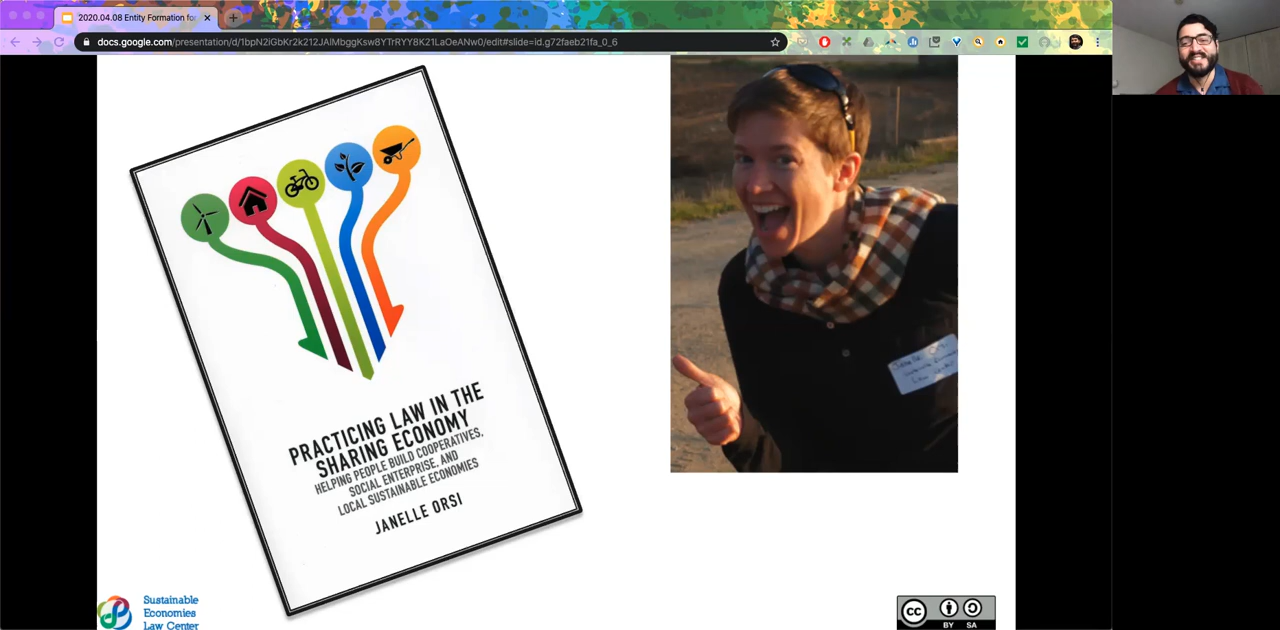 2020.04.08 Entity Formation for
docs.google.com/presentation/d/1bpN2iGbKr2k212JAlMbggKsw8YTrRYY8K21LaOeANw0/edit#slide=id.g72faeb21fa_0_6
PRACTICING LAW IN THE
SHARING ECONOMY
HELPING PEOPLE BUILD COOPERATIVES,
SOCIAL ENTERPRISE, AND
LOCAL SUSTAINABLE ECONOMIES
JANELLE ORSI
Sustainable
Economies
Law Center
CC
BY SA